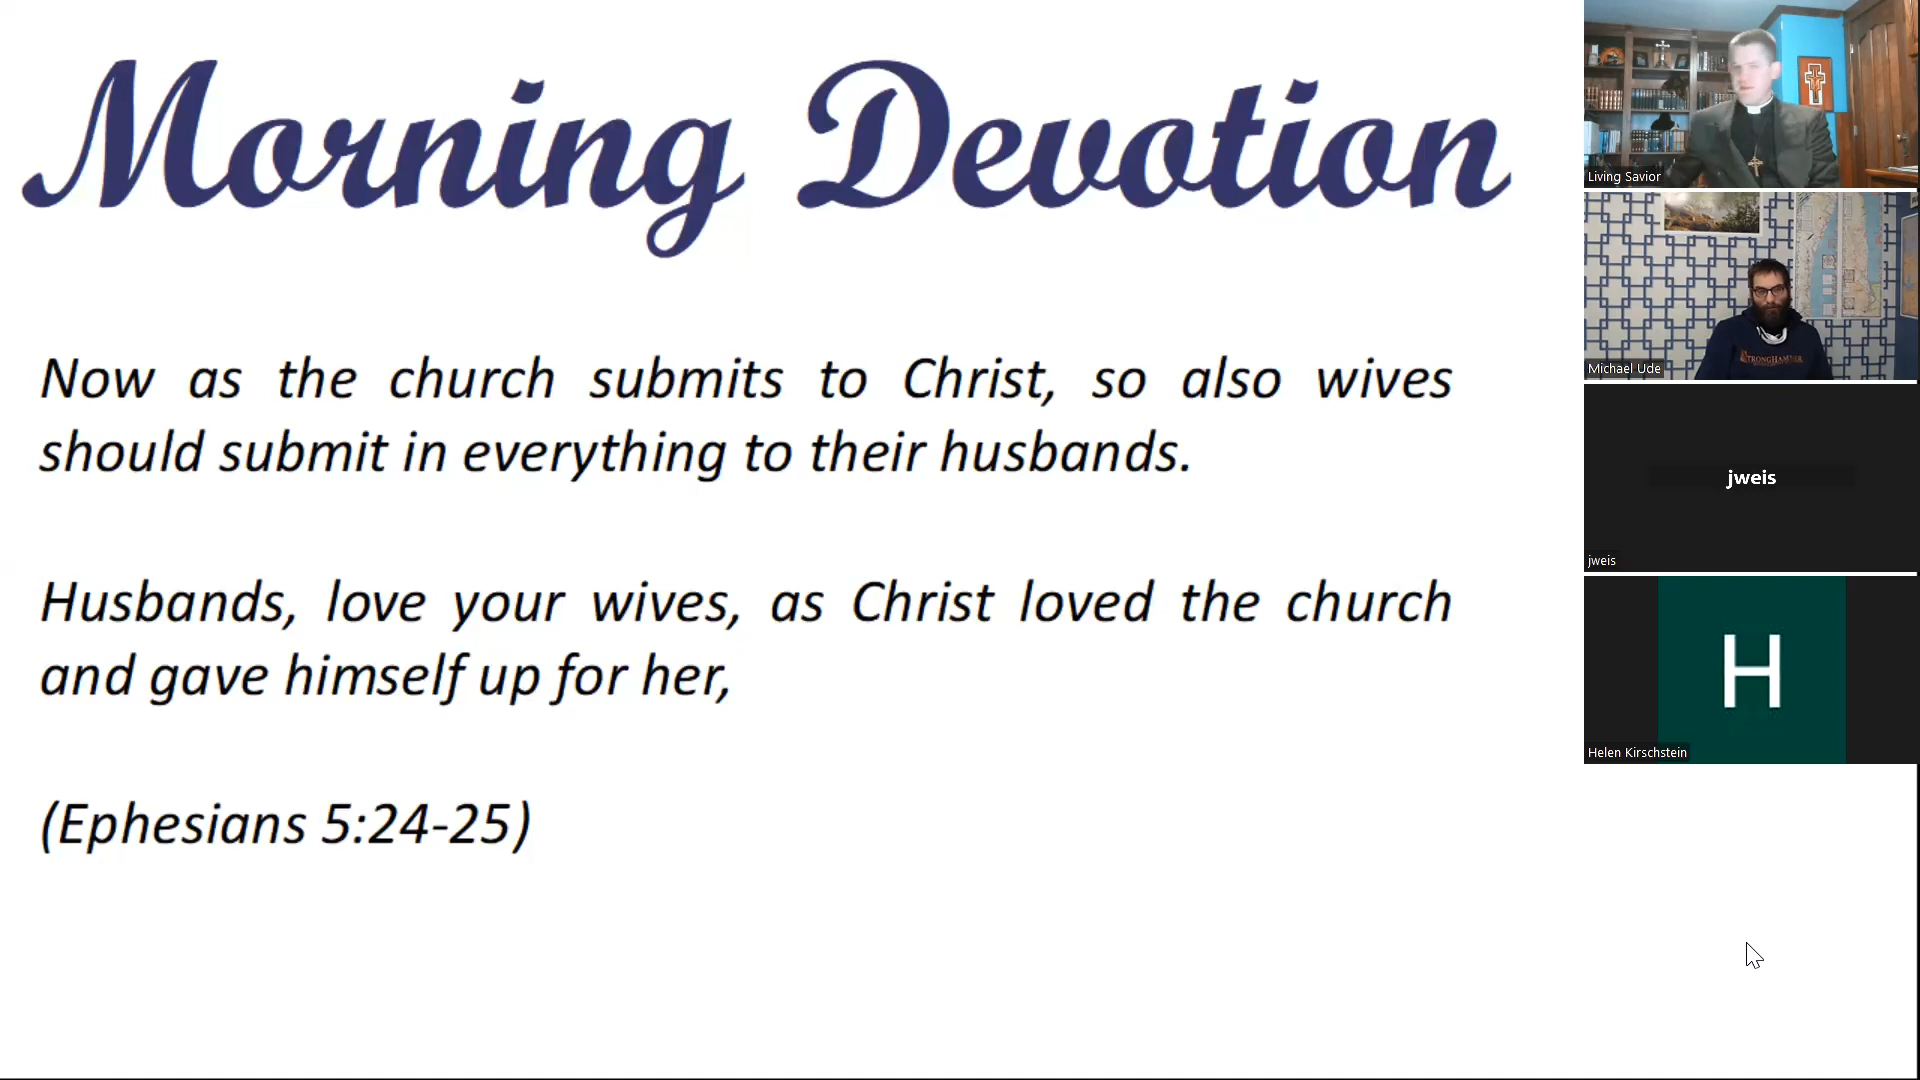 Morning Devotion
Now as the church submits to Christ, so also wives
should submit in everything to their husbands.
Husbands, love your wives, as Christ loved the church
and gave himself up for her,
(Ephesians 5:24-25)
Living Savior
STRONGHAMMER
Michael Ude
jweis
jweis
H
Helen Kirschstein